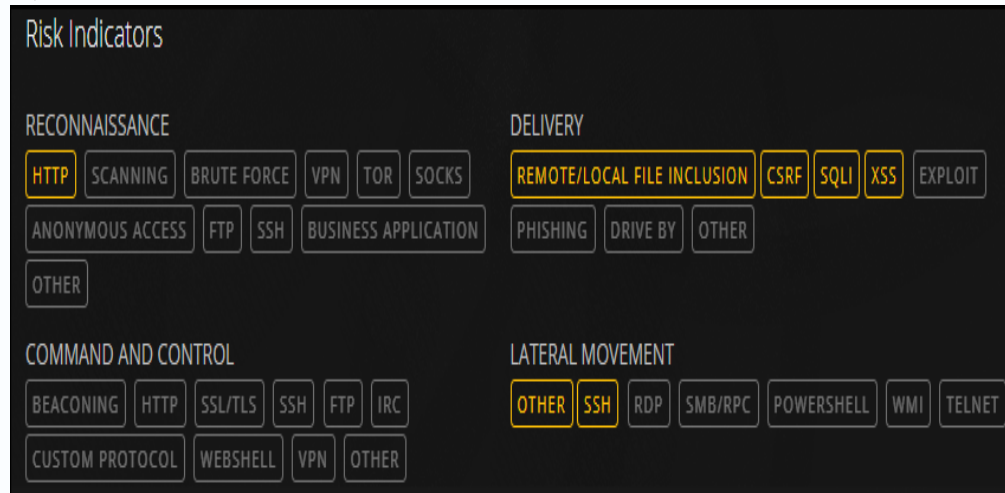 Risk Indicators
RECONNAISSANCE
HTTP SCANNING BRUTE FORCE VPN TOR SOCKS
ANONYMOUS ACCESS FTP SSH BUSINESS APPLICATION
OTHER
DELIVERY
REMOTE/LOCAL FILE INCLUSION CSRF SQLI XSS EXPLOIT
PHISHING DRIVE BY OTHER
COMMAND AND CONTROL
BEACONING HTTP SSL/TLS SSH FTP IRC
CUSTOM PROTOCOL WEBSHELL VPN OTHER
LATERAL MOVEMENT
OTHER SSH RDP SMB/RPC POWERSHELL WMI TELNET